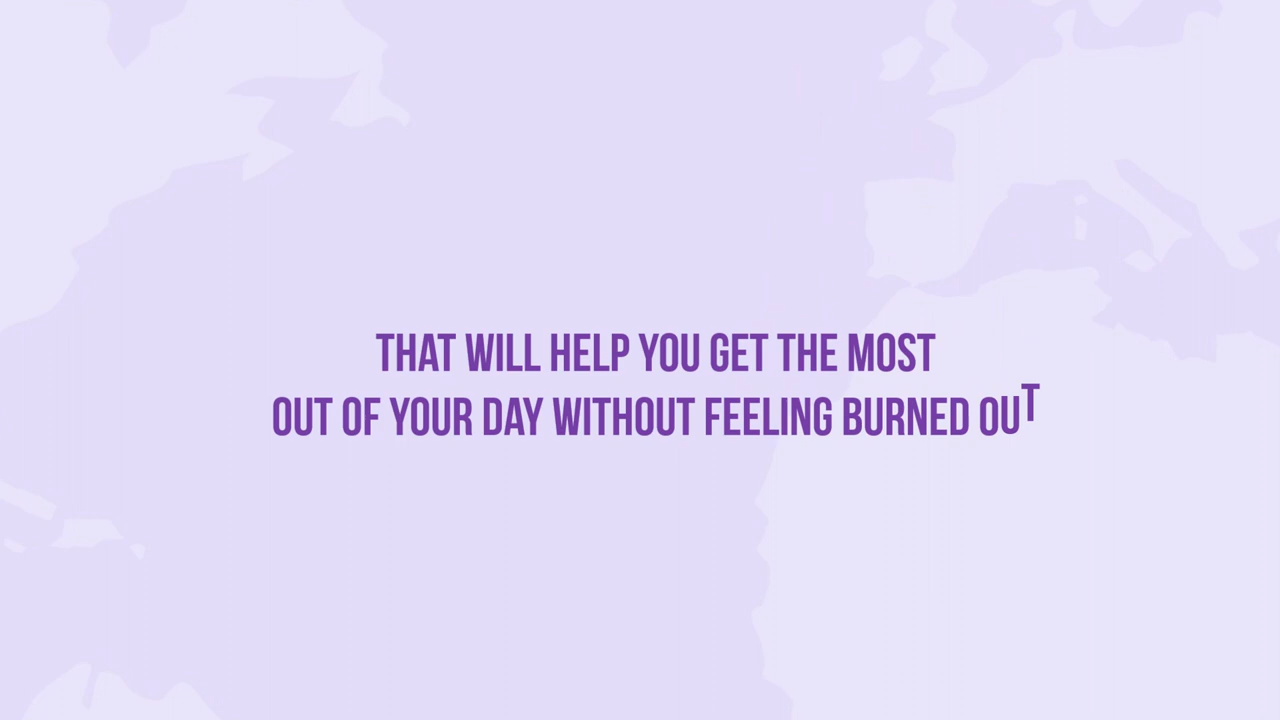 THAT WILL HELP YOU GET THE MOST
OUT OF YOUR DAY WITHOUT FEELING BURNED OUT